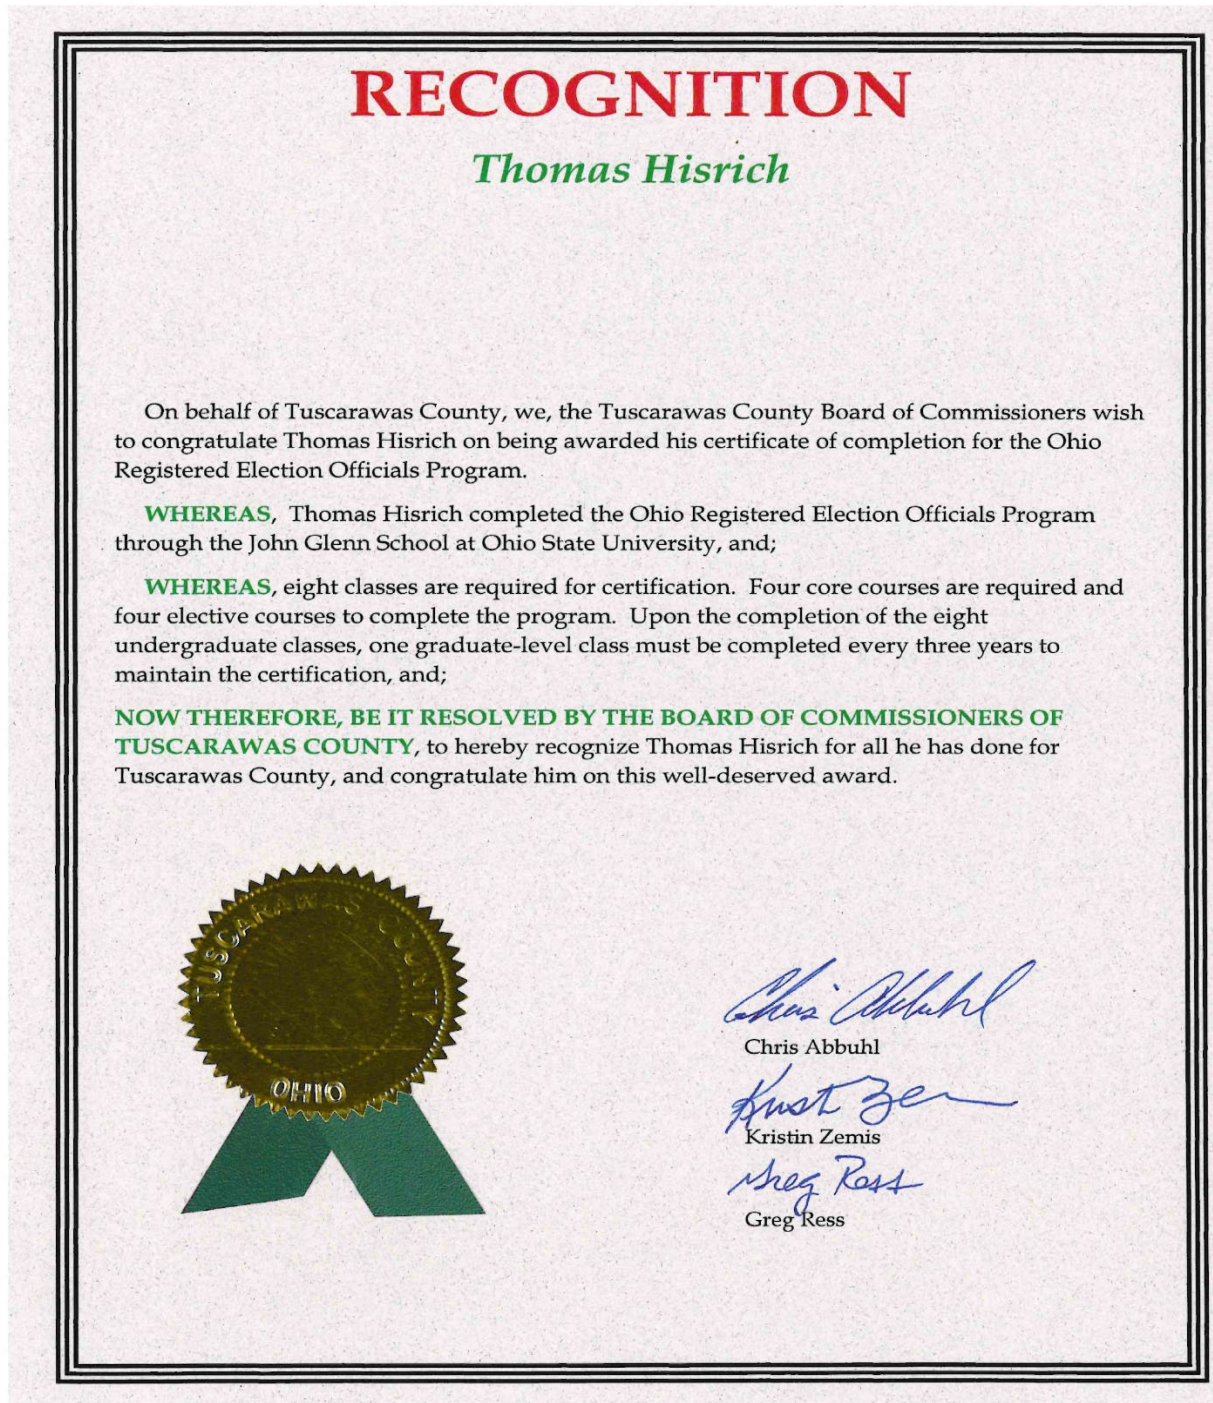 RECOGNITION
Thomas Hisrich
On behalf of Tuscarawas County, we, the Tuscarawas County Board of Commissioners wish
to congratulate Thomas Hisrich on being awarded his certificate of completion for the Ohio
Registered Election Officials Program.
WHEREAS, Thomas Hisrich completed the Ohio Registered Election Officials Program
through the John Glenn School at Ohio State University, and;
WHEREAS, eight classes are required for certification. Four core courses are required and
four elective courses to complete the program. Upon the completion of the eight
undergraduate classes, one graduate-level class must be completed every three years to
maintain the certification, and;
NOW THEREFORE, BE IT RESOLVED BY THE BOARD OF COMMISSIONERS OF
TUSCARAWAS COUNTY, to hereby recognize Thomas Hisrich for all he has done for
Tuscarawas County, and congratulate him on this well-deserved award.
TUSCARAWAS COUNTY
OHIO
Chris Abbuhl
Chris Abbuhl
Kristin Zemis
Greg Ress
Greg Ress